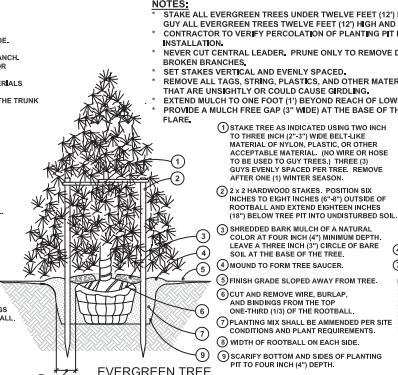 NOTES:
* STAKE ALL EVERGREEN TREES UNDER TWELVE FEET (12')
GUY ALL EVERGREEN TREES TWELVE FEET (12') HIGH AND
* CONTRACTOR TO VERIFY PERCOLATION OF PLANTING PIT
INSTALLATION.
* NEVER CUT CENTRAL LEADER. PRUNE ONLY TO REMOVE
BROKEN BRANCHES.
* SET STAKES VERTICAL AND EVENLY SPACED.
* REMOVE ALL TAGS, STRING, PLASTICS, AND OTHER
THAT ARE UNSIGHTLY OR COULD CAUSE GIRDLING.
* EXTEND MULCH TO ONE FOOT (1') BEYOND REACH OF
* PROVIDE A MULCH FREE GAP (3" WIDE) AT THE BASE OF
FLARE.
THE TRUNK
1 STAKE TREE AS INDICATED USING TWO INCH
TO THREE INCH (2"-3") WIDE BELT-LIKE
MATERIAL OF NYLON, PLASTIC, OR OTHER
ACCEPTABLE MATERIAL. (NO WIRE OR HOSE
TO BE USED TO GUY TREES.) THREE (3)
GUYS EVENLY SPACED PER TREE. REMOVE
AFTER ONE (1) WINTER SEASON.
2 2 x 2 HARDWOOD STAKES. POSITION SIX
INCHES TO EIGHT INCHES (6"-8") OUTSIDE OF
ROOTBALL AND EXTEND EIGHTEEN INCHES
(18") BELOW TREE PIT INTO UNDISTURBED SOIL.
3 SHREDDED BARK MULCH OF A NATURAL
COLOR AT FOUR INCH (4") MINIMUM DEPTH.
LEAVE A THREE INCH (3") CIRCLE OF BARE
SOIL AT THE BASE OF THE TREE.
4 MOUND TO FORM TREE SAUCER.
5 FINISH GRADE SLOPED AWAY FROM TREE.
6 CUT AND REMOVE WIRE, BURLAP,
AND BINDINGS FROM THE TOP
ONE-THIRD (1/3) OF THE ROOTBALL.
7 PLANTING MIX SHALL BE AMMENDED PER SITE
CONDITIONS AND PLANT REQUIREMENTS.
8 WIDTH OF ROOTBALL ON EACH SIDE.
9 SCARIFY BOTTOM AND SIDES OF PLANTING
PIT TO FOUR INCH (4") DEPTH.
1
2
3
4
5
6
7
9
EVERGREEN TREE